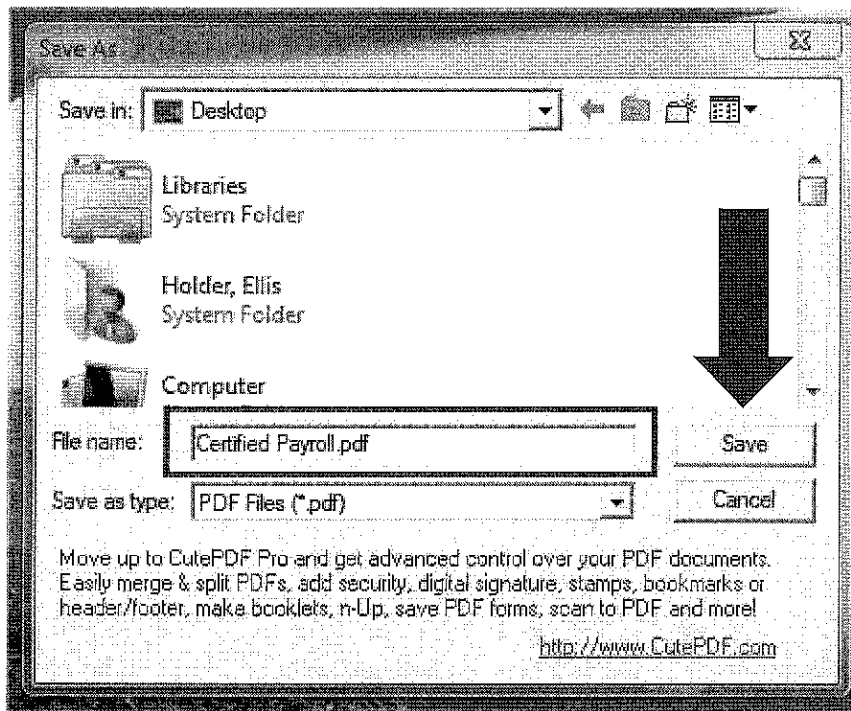 Save As
Save in: Desktop
Libraries
System Folder
Holder, Ellis
System Folder
Computer
File name: Certified Payroll.pdf Save
Save as type: PDF Files (*.pdf) Cancel
Move up to CutePDF Pro and get advanced control over your PDF documents.
Easily merge & split PDFs, add security, digital signature, stamps, bookmarks or
header/footer, make booklets, n-Up, save PDF forms, scan to PDF and more!
http://www.CutePDF.com